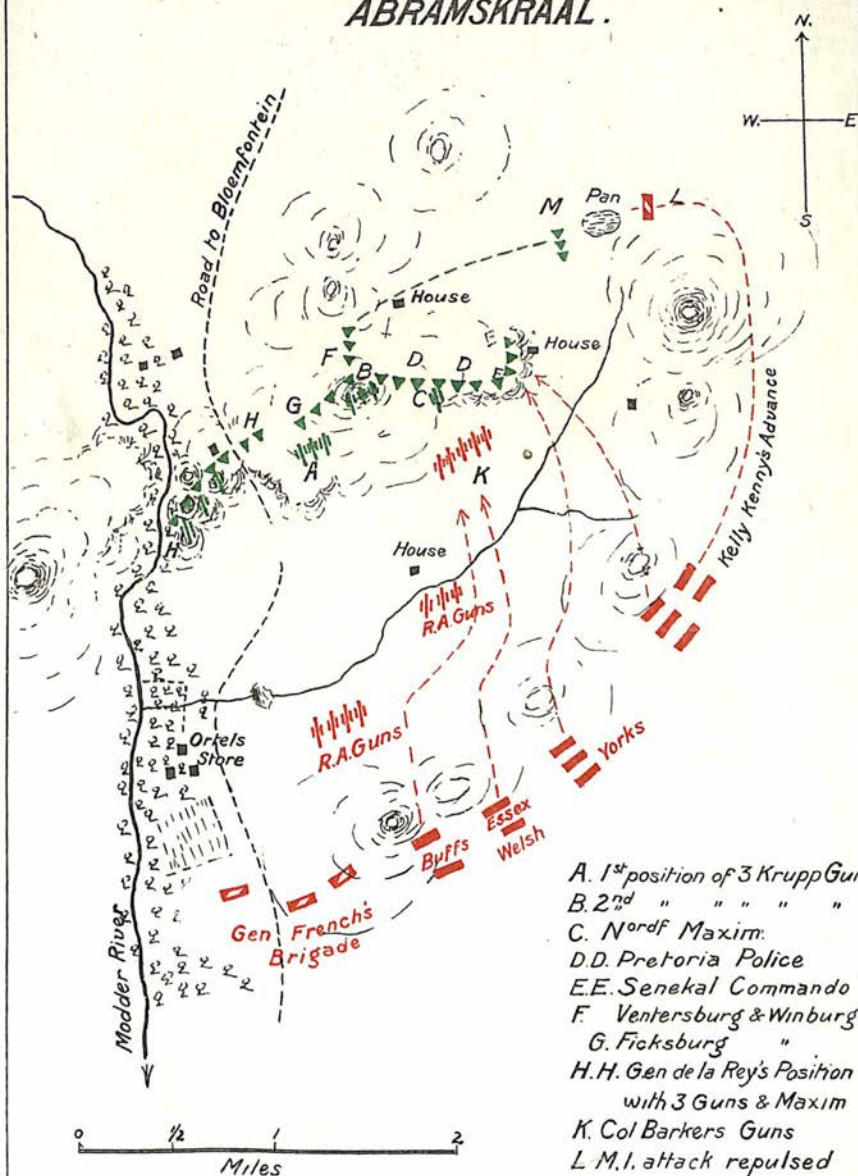 ABRAMSKRAAL.
N.
W.
E
S
Road to Bloemfontein
M
Pan
L
House
F
B
D
D
E
E
House
C
G
H
A
H
K
House
R.A.Guns
Kelly Kenny's Advance
R.A.Guns
Ortels
Store
Yorks
Essex
Welsh
Buffs
Gen French's
Brigade
Modder River
A. 1st position of 3 Krupp Gun
B. 2nd " " " " "
C. Nordf Maxim.
D.D. Pretoria Police
E.E. Senekal Commando
F Ventersburg & Winburg
G. Ficksburg "
H.H. Gen de la Rey's Position
with 3 Guns & Maxim
K. Col Barkers Guns
L M.I. attack repulsed
0 1/2 1 2
Miles